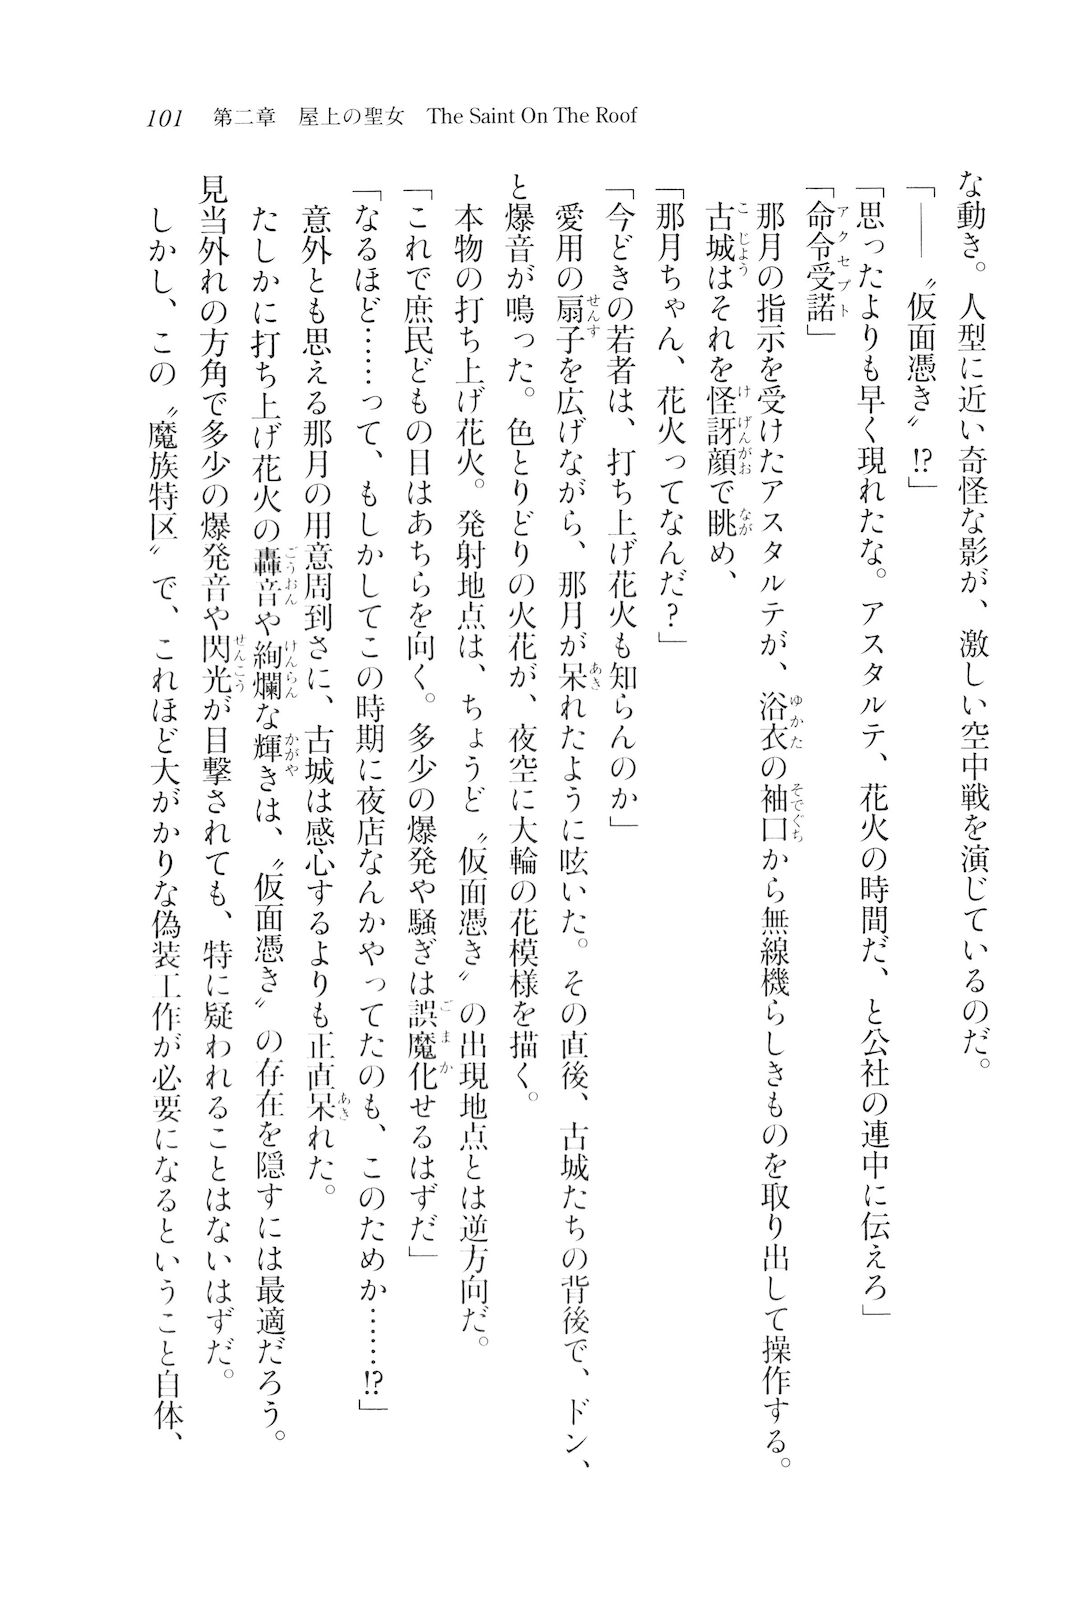 101　第二章　屋上の聖女　The Saint On The Roof
な動き。人型に近い奇怪な影が、激しい空中戦を演じているのだ。
「――〝仮面憑き〟!?」
「思ったよりも早く現れたな。アスタルテ、花火の時間だ、と公社の連中に伝えろ」
「命令受諾」
那月の指示を受けたアスタルテが、浴衣の袖口から無線機らしきものを取り出して操作する。
古城はそれを怪訝顔で眺め、
「那月ちゃん、花火ってなんだ？」
「今どきの若者は、打ち上げ花火も知らんのか」
愛用の扇子を広げながら、那月が呆れたように呟いた。その直後、古城たちの背後で、ドン、
と爆音が鳴った。色とりどりの火花が、夜空に大輪の花模様を描く。
本物の打ち上げ花火。発射地点は、ちょうど〝仮面憑き〟の出現地点とは逆方向だ。
「これで庶民どもの目はあちらを向く。多少の爆発や騒ぎは誤魔化せるはずだ」
「なるほど……って、もしかしてこの時期に夜店なんかやってたのも、このためか……!?」
意外とも思える那月の用意周到さに、古城は感心するよりも正直呆れた。
たしかに打ち上げ花火の轟音や絢爛な輝きは、〝仮面憑き〟の存在を隠すには最適だろう。
見当外れの方角で多少の爆発音や閃光が目撃されても、特に疑われることはないはずだ。
しかし、この〝魔族特区〟で、これほど大がかりな偽装工作が必要になるということ自体、